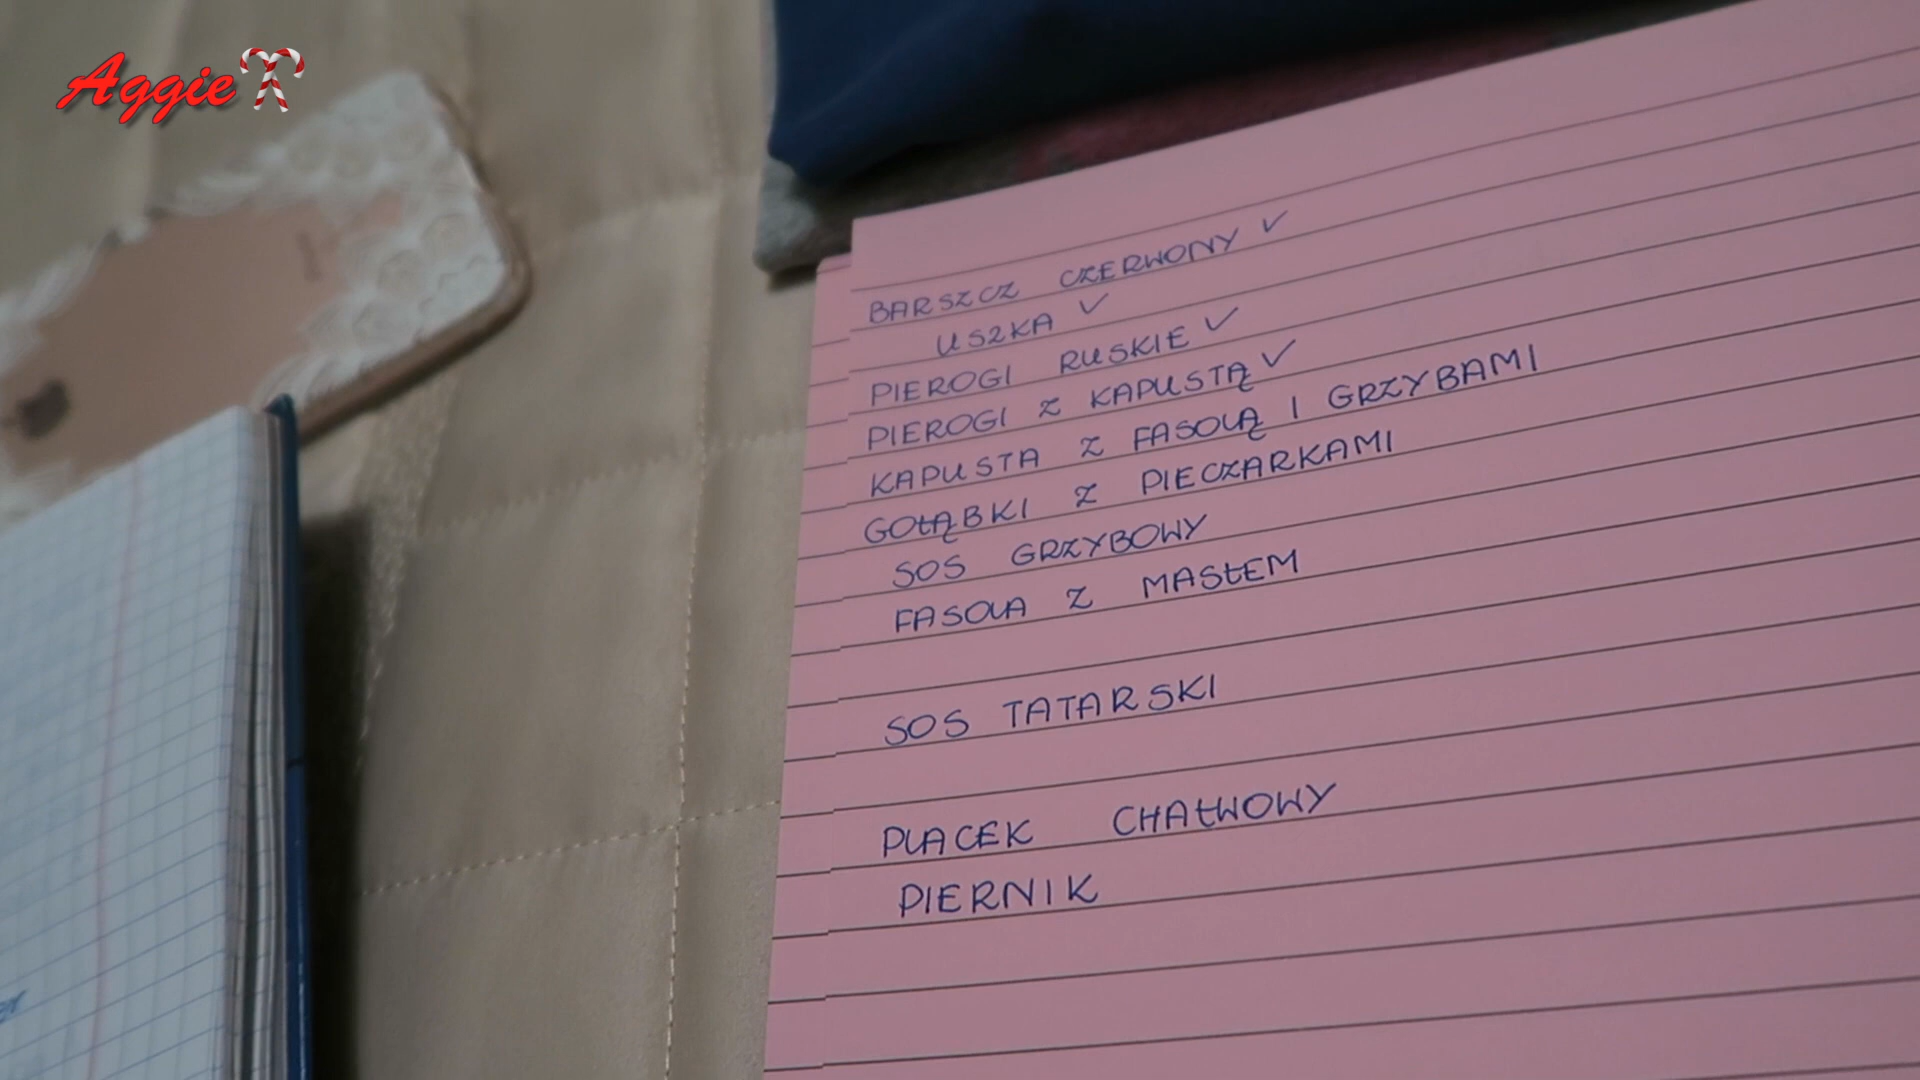 Aggie
BARSZCZ CZERWONY ✓
USZKA ✓
PIEROGI RUSKIE ✓
PIEROGI Z KAPUSTĄ ✓
KAPUSTA Z FASOLĄ I GRZYBAMI
GOŁĄBKI Z PIECZARKAMI
SOS GRZYBOWY
FASOLA Z MASŁEM
SOS TATARSKI
PLACEK CHAŁWOWY
PIERNIK